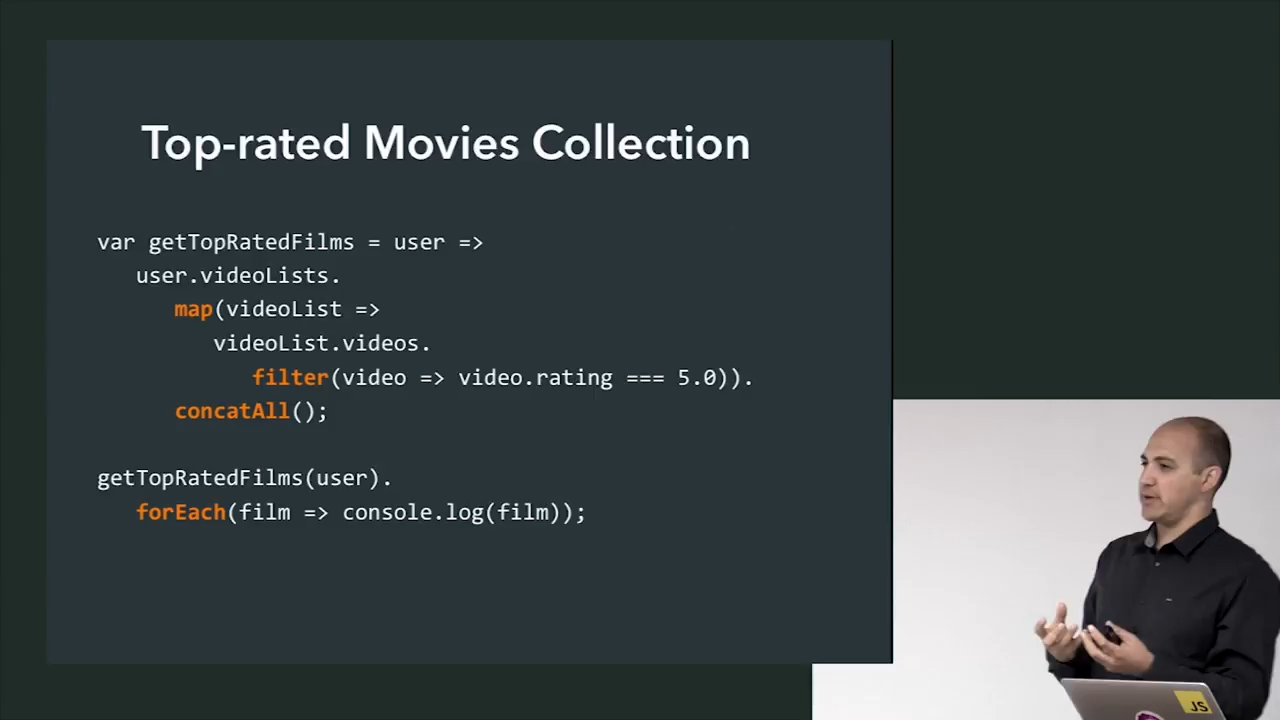 Top-rated Movies Collection
var getTopRatedFilms = user =>
user.videoLists.
map(videoList =>
videoList.videos.
filter(video => video.rating === 5.0)).
concatAll();
getTopRatedFilms(user).
forEach(film => console.log(film));
JS